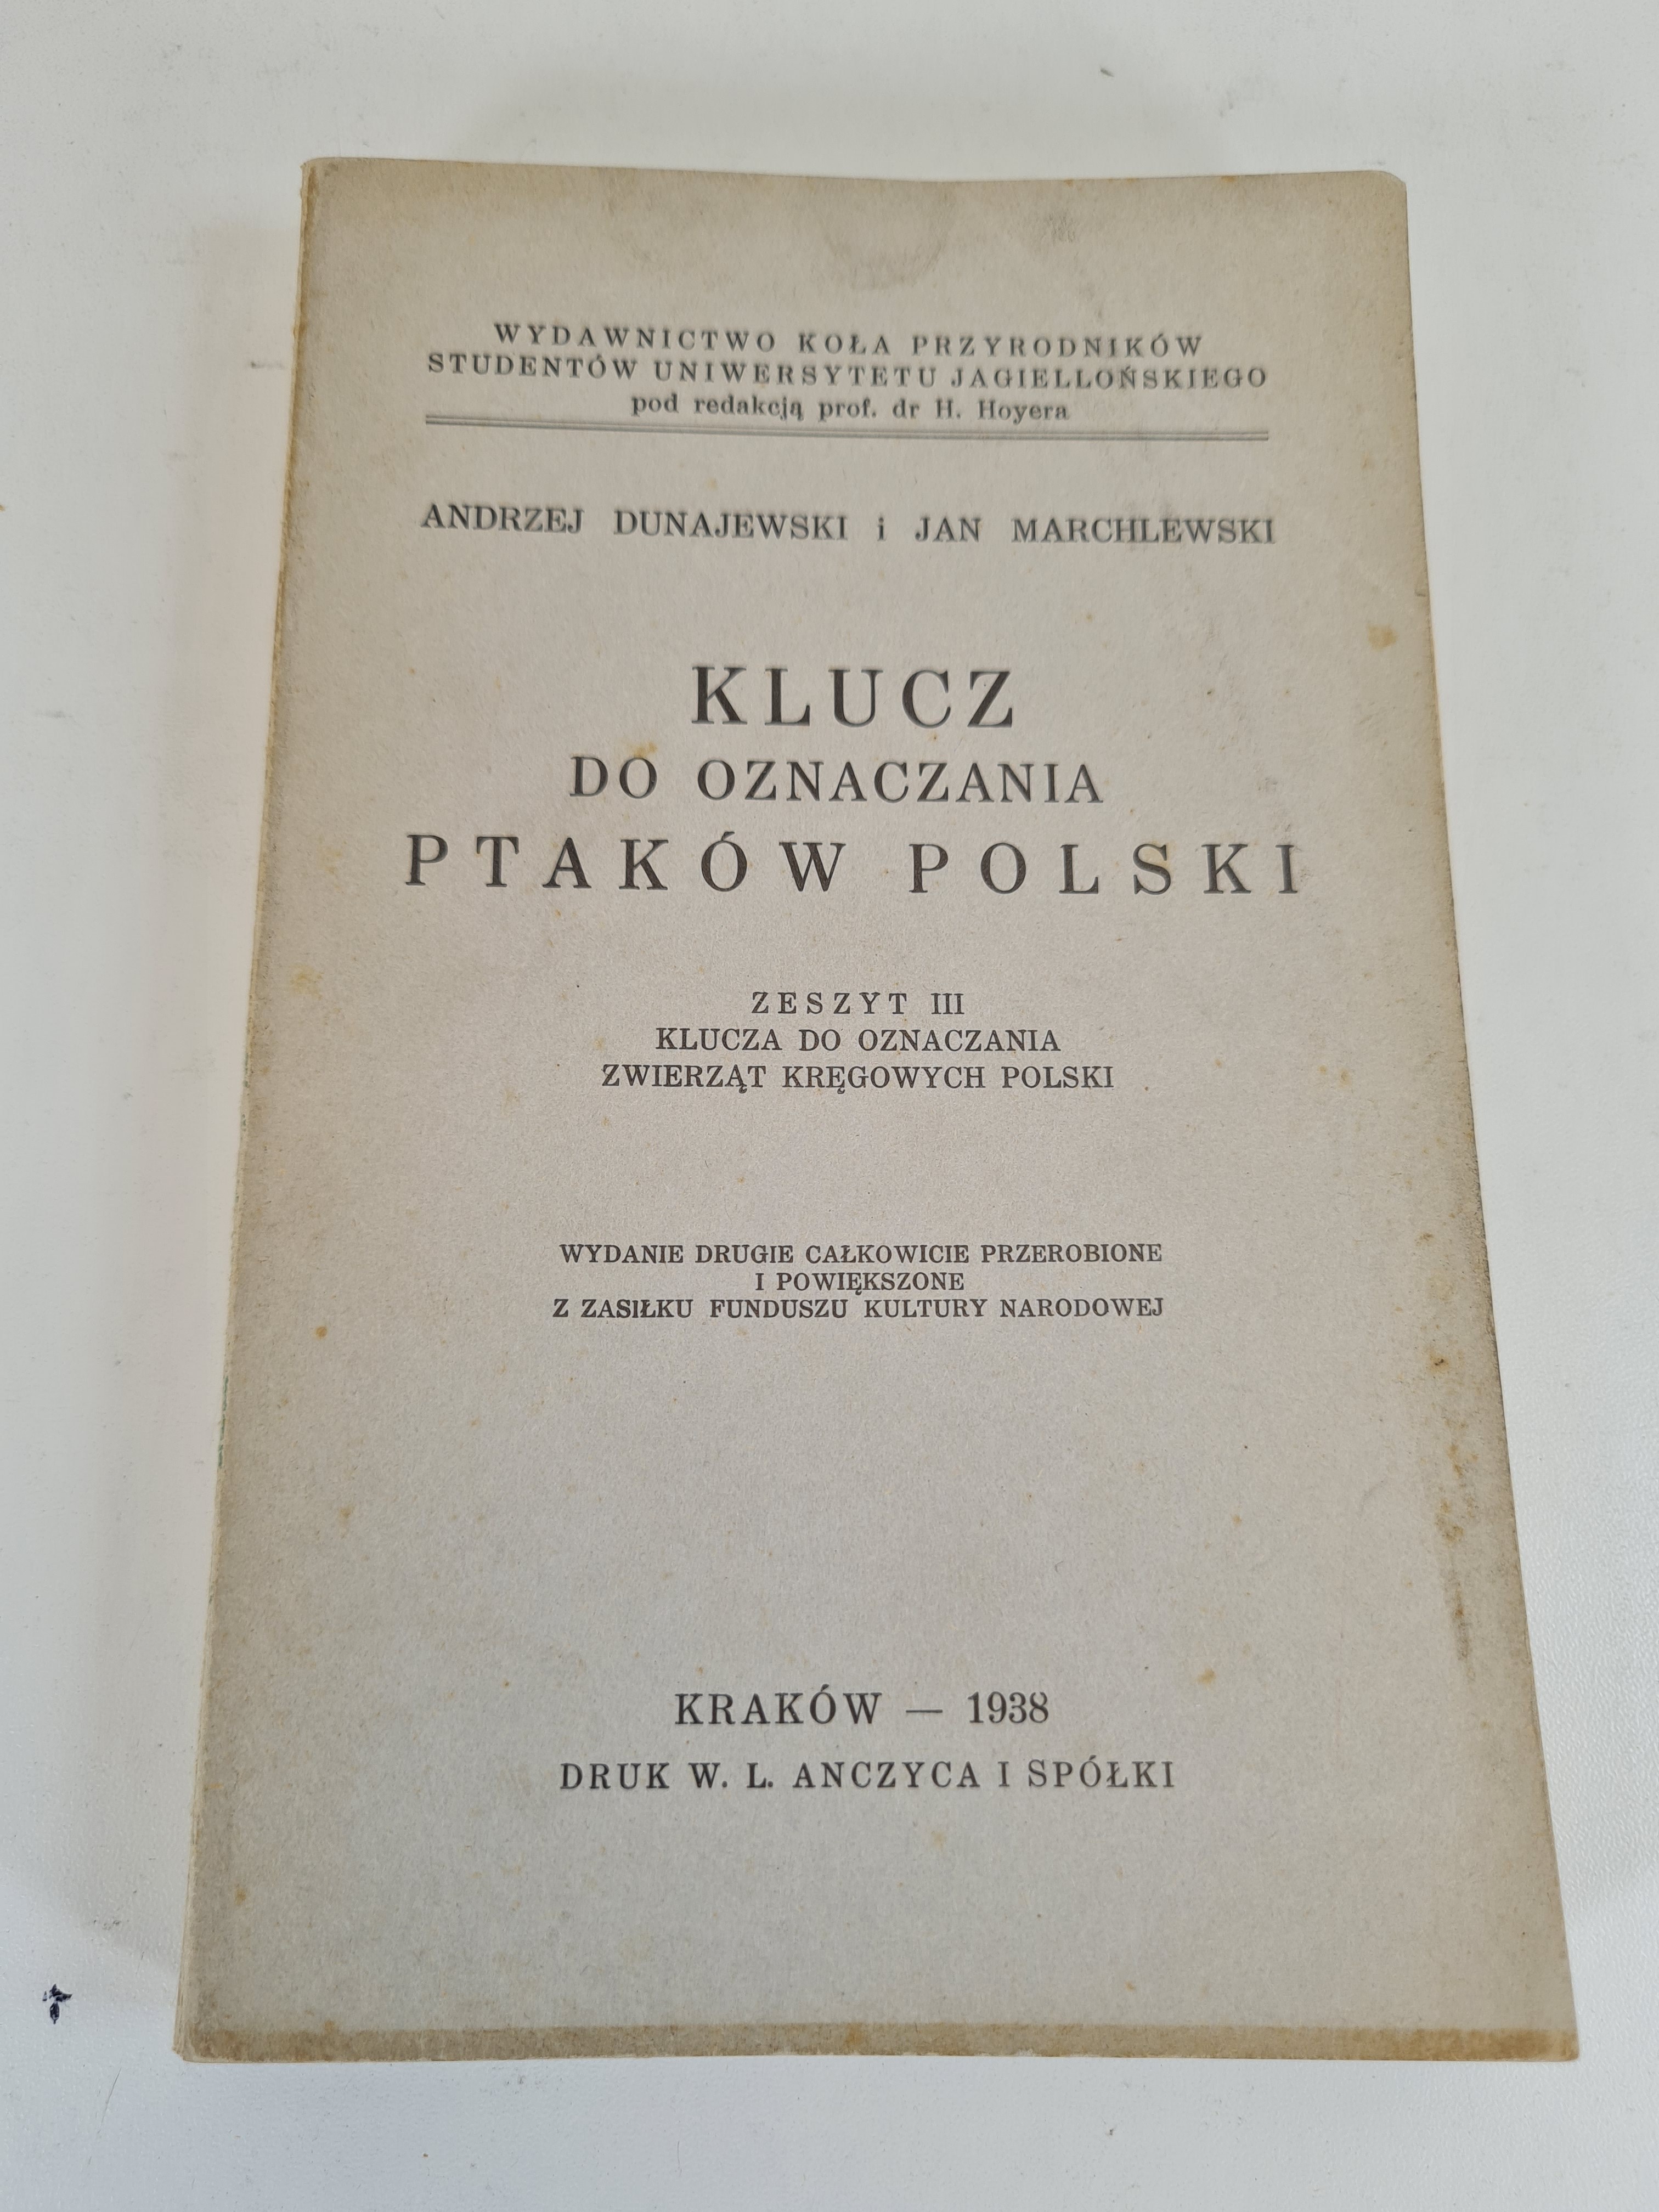 WYDAWNICTWO KOŁA PRZYRODNIKÓW
STUDENTÓW UNIWERSYTETU JAGIELLOŃSKIEGO
pod redakcją prof. dr H. Hoyera
ANDRZEJ DUNAJEWSKI i JAN MARCHLEWSKI
KLUCZ
DO OZNACZANIA
PTAKÓW POLSKI
ZESZYT III
KLUCZA DO OZNACZANIA
ZWIERZĄT KRĘGOWYCH POLSKI
WYDANIE DRUGIE CAŁKOWICIE PRZEROBIONE
I POWIĘKSZONE
Z ZASIŁKU FUNDUSZU KULTURY NARODOWEJ
KRAKÓW — 1938
DRUK W. L. ANCZYCA I SPÓŁKI